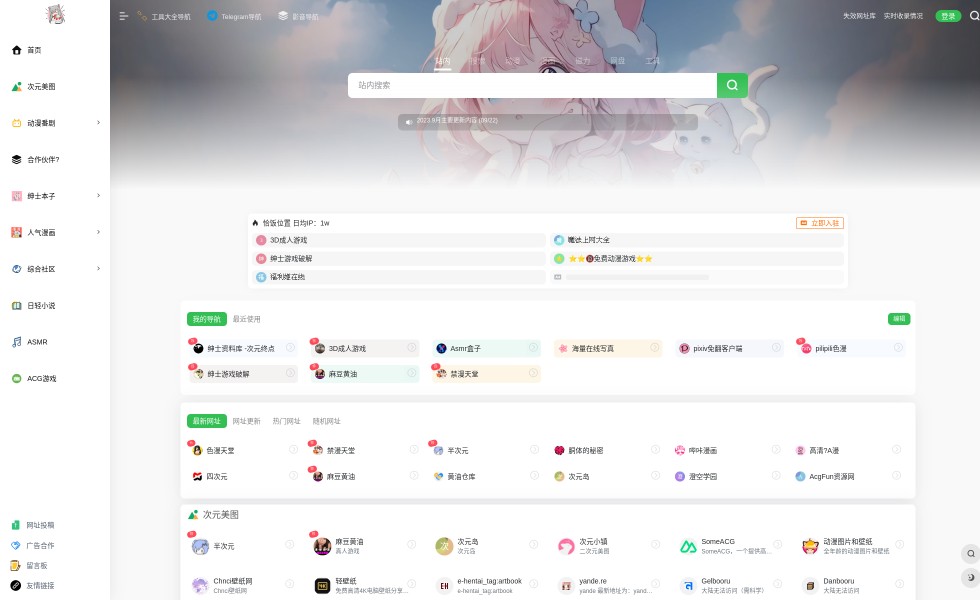 工具大全导航
Telegram导航
影音导航
失效网址库
实时收录情况
登录
首页
次元美图
动漫番剧
合作伙伴?
绅士本子
人气漫画
综合社区
日轻小说
ASMR
ACG游戏
网址投稿
广告合作
留言板
友情链接
站内
搜索
动漫
磁力
网盘
工具
站内搜索
2023.9月主要更新内容 (09/22)
恰饭位置 日均IP：1w
立即入驻
3D成人游戏
绅士游戏破解
⭐⭐🔞免费动漫游戏⭐⭐
福利姬在线
我的导航
最近使用
编辑
绅士资料库 -次元终点
3D成人游戏
Asmr盒子
海量在线写真
pixiv免翻客户端
pilipili色漫
绅士游戏破解
麻豆黄油
禁漫天堂
最新网址
网址更新
热门网址
随机网址
色漫天堂
禁漫天堂
半次元
胴体的秘密
哔咔漫画
高清?A漫
四次元
麻豆黄油
黄油仓库
次元岛
澄空学园
AcgFun资源网
次元美图
半次元
麻豆黄油
真人游戏
次元岛
次元岛
次元小镇
二次元美图
SomeACG
SomeACG，一个提供高...
动漫图片和壁纸
全年龄的动漫图片和壁纸
Chnci壁纸网
Chnci壁纸网
轻壁纸
免费高清4K电脑壁纸分享...
EH
e-hentai_tag:artbook
e-hentai_tag:artbook
yande.re
yande 最新地址为：yand...
Gelbooru
大陆无法访问（需科学）
Danbooru
大陆无法访问